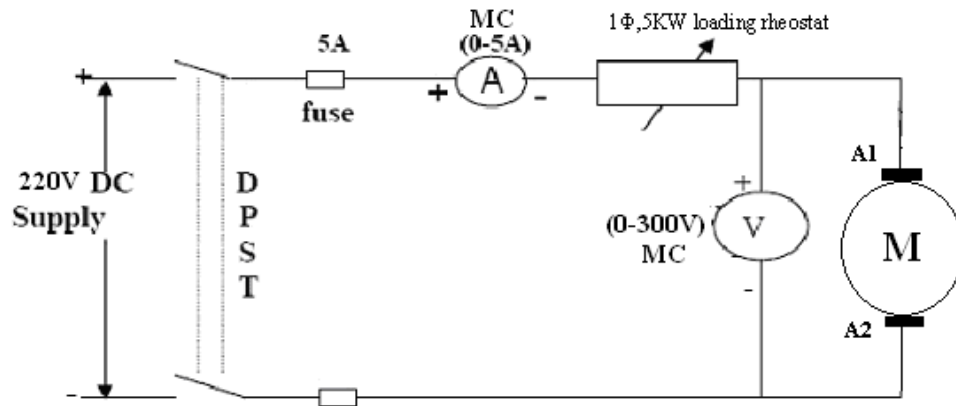 MC
(0-5A)
1Φ,5KW loading rheostat
5A
+
A
+
-
fuse
A1
220V DC
Supply
D
P
S
T
+
(0-300V)
MC
V
-
M
A2
-